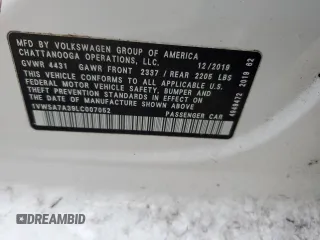 MFD BY VOLKSWAGEN GROUP OF AMERICA
CHATTANOOGA OPERATIONS, LLC. 12/2019
GVWR 4431 GAWR FRONT 2337 / REAR 2205 LBS
THIS VEHICLE CONFORMS TO ALL APPLICABLE
FEDERAL MOTOR VEHICLE SAFETY, BUMPER AND
THEFT PREVENTION STANDARDS IN EFFECT ON
THE DATE OF MANUFACTURE SHOWN ABOVE.
1VWSA7A39LC007052 PASSENGER CAR